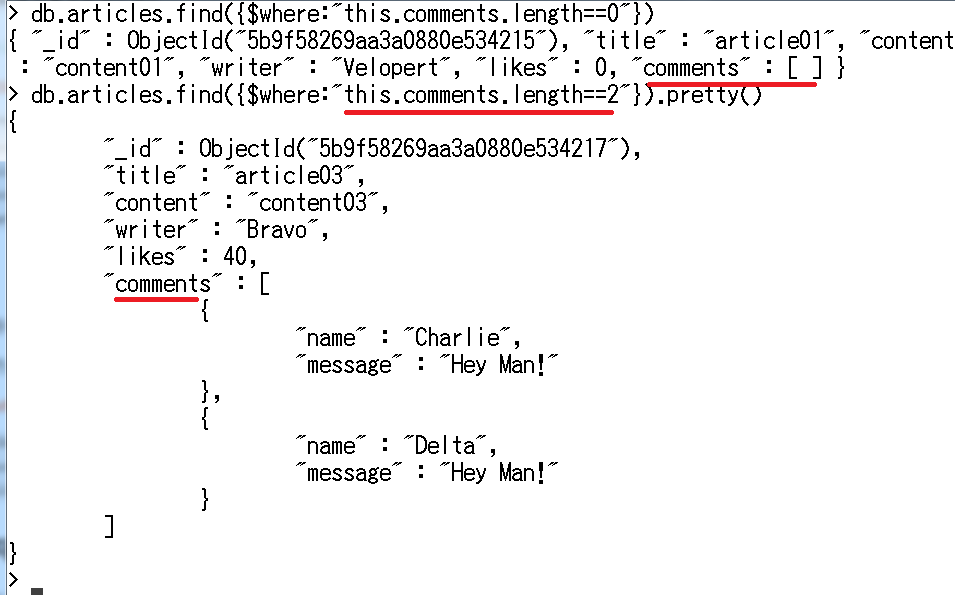 > db.articles.find({$where:"this.comments.length==0"})
{ "_id" : ObjectId("5b9f58269aa3a0880e534215"), "title" : "article01", "content
" : "content01", "writer" : "Velopert", "likes" : 0, "comments" : [ ] }
> db.articles.find({$where:"this.comments.length==2"}).pretty()
{
"_id" : ObjectId("5b9f58269aa3a0880e534217"),
"title" : "article03",
"content" : "content03",
"writer" : "Bravo",
"likes" : 40,
"comments" : [
{
"name" : "Charlie",
"message" : "Hey Man!"
},
{
"name" : "Delta",
"message" : "Hey Man!"
}
]
}
>